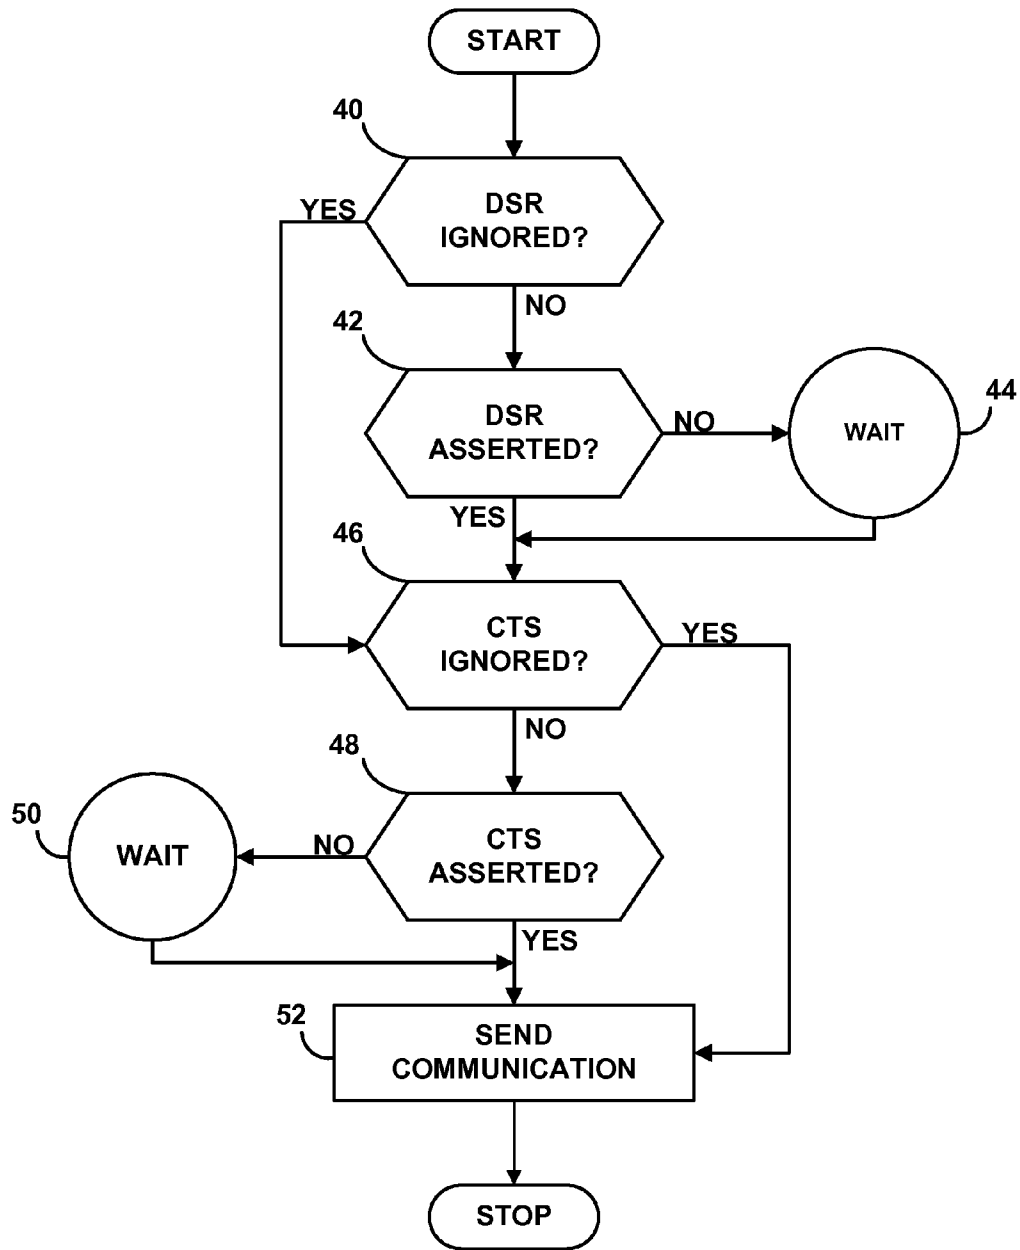 START
40
YES
DSR
IGNORED?
NO
42
DSR
ASSERTED?
NO
WAIT
44
YES
46
CTS
IGNORED?
YES
NO
48
CTS
ASSERTED?
NO
WAIT
50
YES
52
SEND
COMMUNICATION
STOP